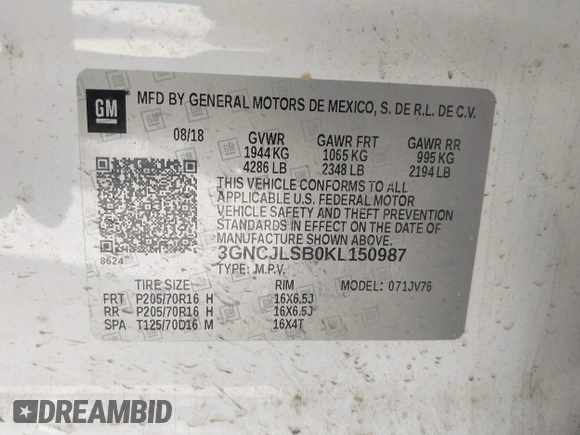 GM MFD BY GENERAL MOTORS DE MEXICO, S. DE R.L. DE C.V.
08/18 GVWR GAWR FRT GAWR RR
1944 KG 1065 KG 995 KG
4286 LB 2348 LB 2194 LB
THIS VEHICLE CONFORMS TO ALL
APPLICABLE U.S. FEDERAL MOTOR
VEHICLE SAFETY AND THEFT PREVENTION
STANDARDS IN EFFECT ON THE DATE OF
MANUFACTURE SHOWN ABOVE.
8624 3GNCJLSB0KL150987
TYPE: M.P.V. MODEL: 071JV76
TIRE SIZE RIM
FRT P205/70R16 H 16X6.5J
RR P205/70R16 H 16X6.5J
SPA T125/70D16 M 16X4T
DREAMBID